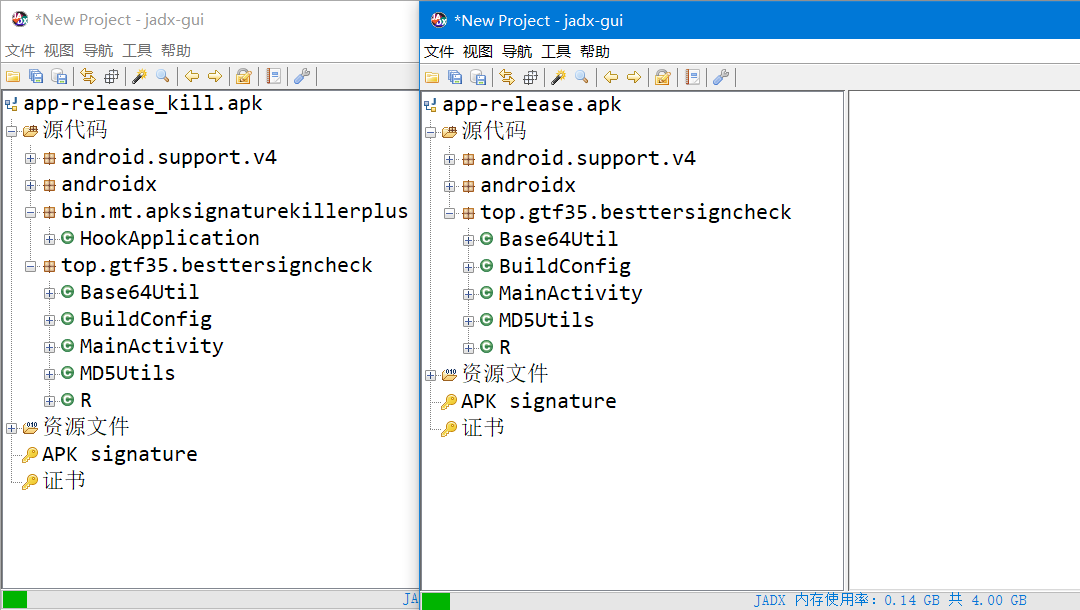 *New Project - jadx-gui
文件 视图 导航 工具 帮助
app-release_kill.apk
源代码
android.support.v4
androidx
bin.mt.apksignaturekillerplus
HookApplication
top.gtf35.besttersigncheck
Base64Util
BuildConfig
MainActivity
MD5Utils
R
资源文件
APK signature
证书
JA
*New Project - jadx-gui
文件 视图 导航 工具 帮助
app-release.apk
源代码
android.support.v4
androidx
top.gtf35.besttersigncheck
Base64Util
BuildConfig
MainActivity
MD5Utils
R
资源文件
APK signature
证书
JADX 内存使用率: 0.14 GB 共 4.00 GB